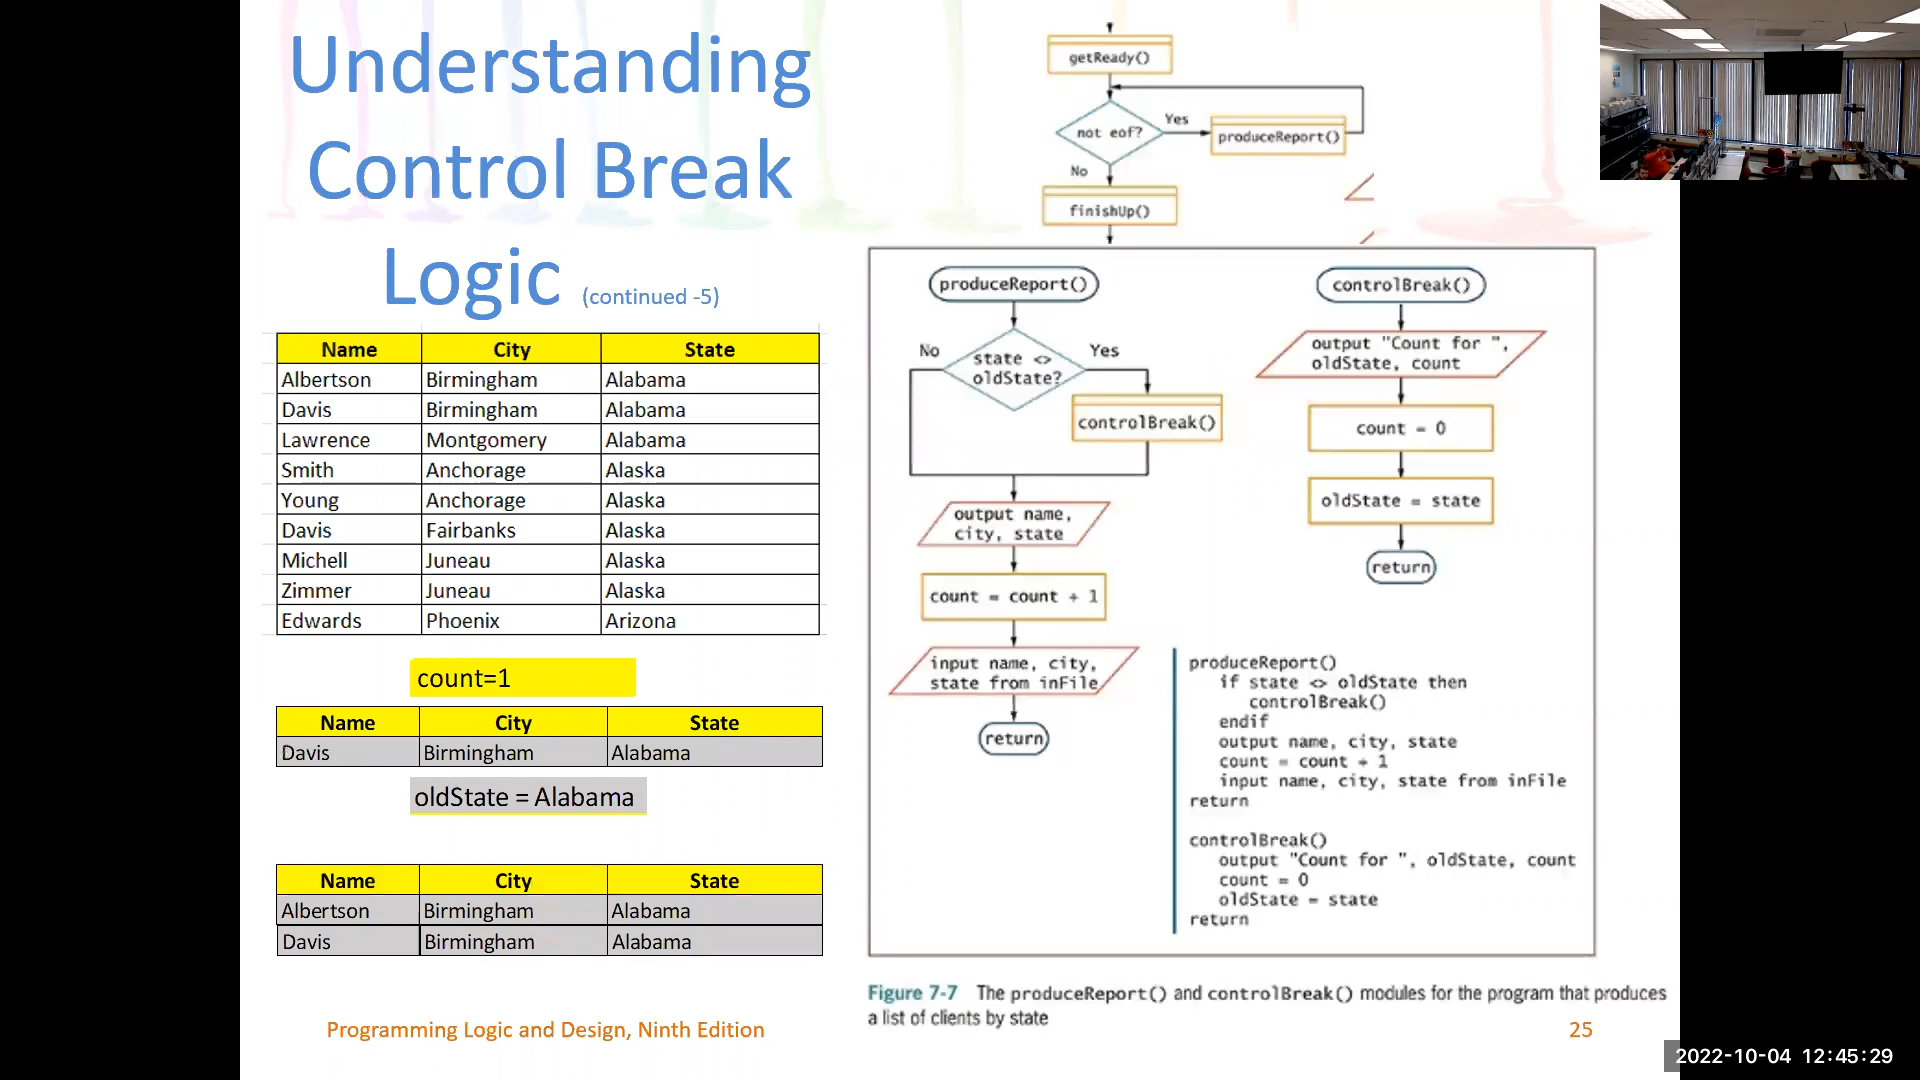 Understanding
Control Break
Logic (continued -5)
Name City State
Albertson Birmingham Alabama
Davis Birmingham Alabama
Lawrence Montgomery Alabama
Smith Anchorage Alaska
Young Anchorage Alaska
Davis Fairbanks Alaska
Michell Juneau Alaska
Zimmer Juneau Alaska
Edwards Phoenix Arizona
count=1
Name City State
Davis Birmingham Alabama
oldState = Alabama
Name City State
Albertson Birmingham Alabama
Davis Birmingham Alabama
getReady()
not eof?
Yes
produceReport()
No
finishUp()
produceReport()
state <>
oldState?
No
Yes
controlBreak()
output name,
city, state
count = count + 1
input name, city,
state from inFile
return
controlBreak()
output "Count for ",
oldState, count
count = 0
oldState = state
return
produceReport()
if state <> oldState then
controlBreak()
endif
output name, city, state
count = count + 1
input name, city, state from inFile
return
controlBreak()
output "Count for ", oldState, count
count = 0
oldState = state
return
Figure 7-7 The produceReport() and controlBreak() modules for the program that produces
a list of clients by state
Programming Logic and Design, Ninth Edition
25
2022-10-04 12:45:29